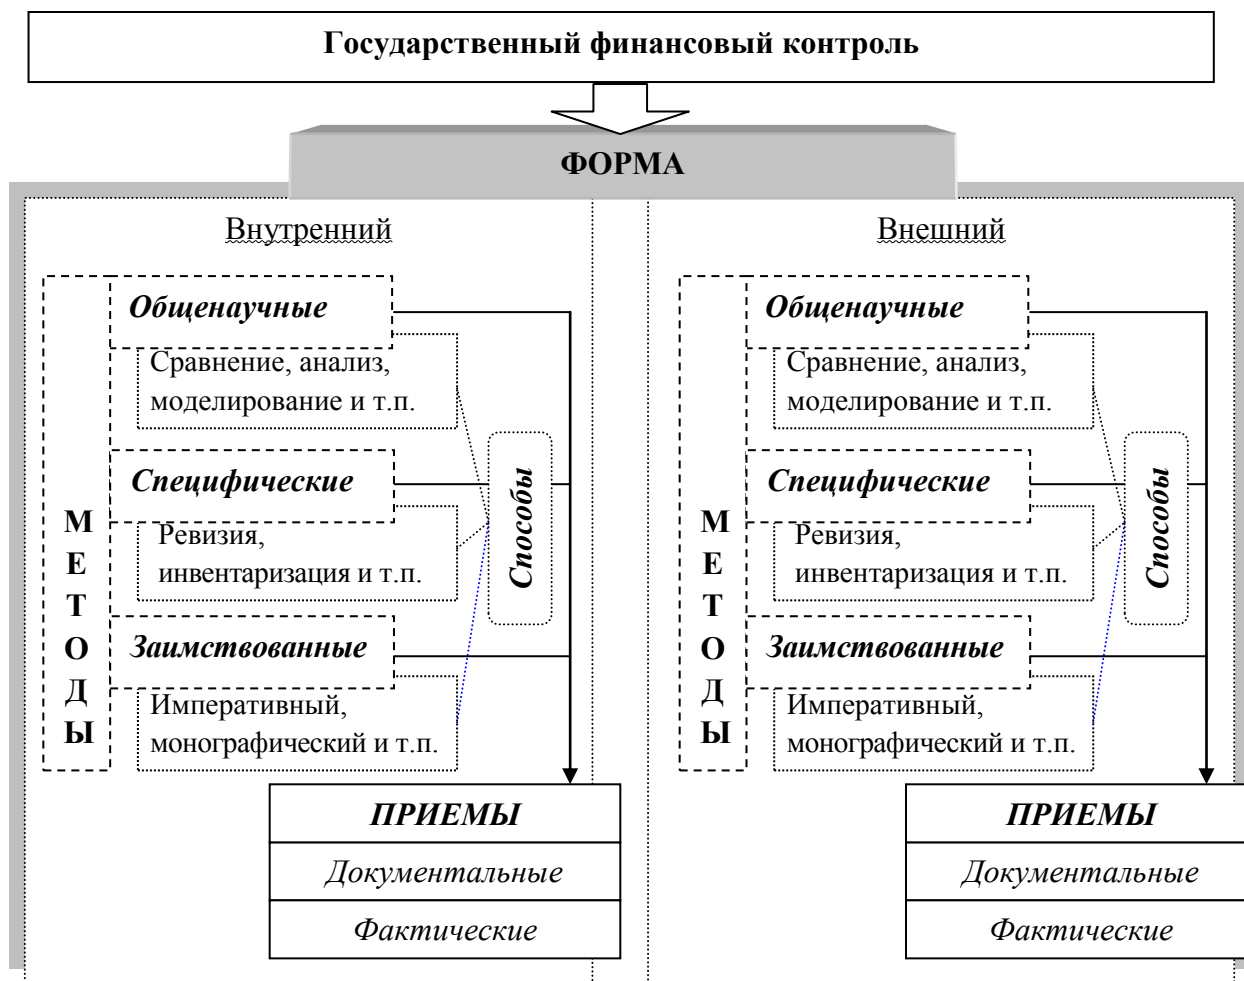 Государственный финансовый контроль
ФОРМА
Внутренний
МЕТОДЫ
Общенаучные
Сравнение, анализ,
моделирование и т.п.
Специфические
Ревизия,
инвентаризация и т.п.
Заимствованные
Императивный,
монографический и т.п.
Способы
ПРИЕМЫ
Документальные
Фактические
Внешний
МЕТОДЫ
Общенаучные
Сравнение, анализ,
моделирование и т.п.
Специфические
Ревизия,
инвентаризация и т.п.
Заимствованные
Императивный,
монографический и т.п.
Способы
ПРИЕМЫ
Документальные
Фактические